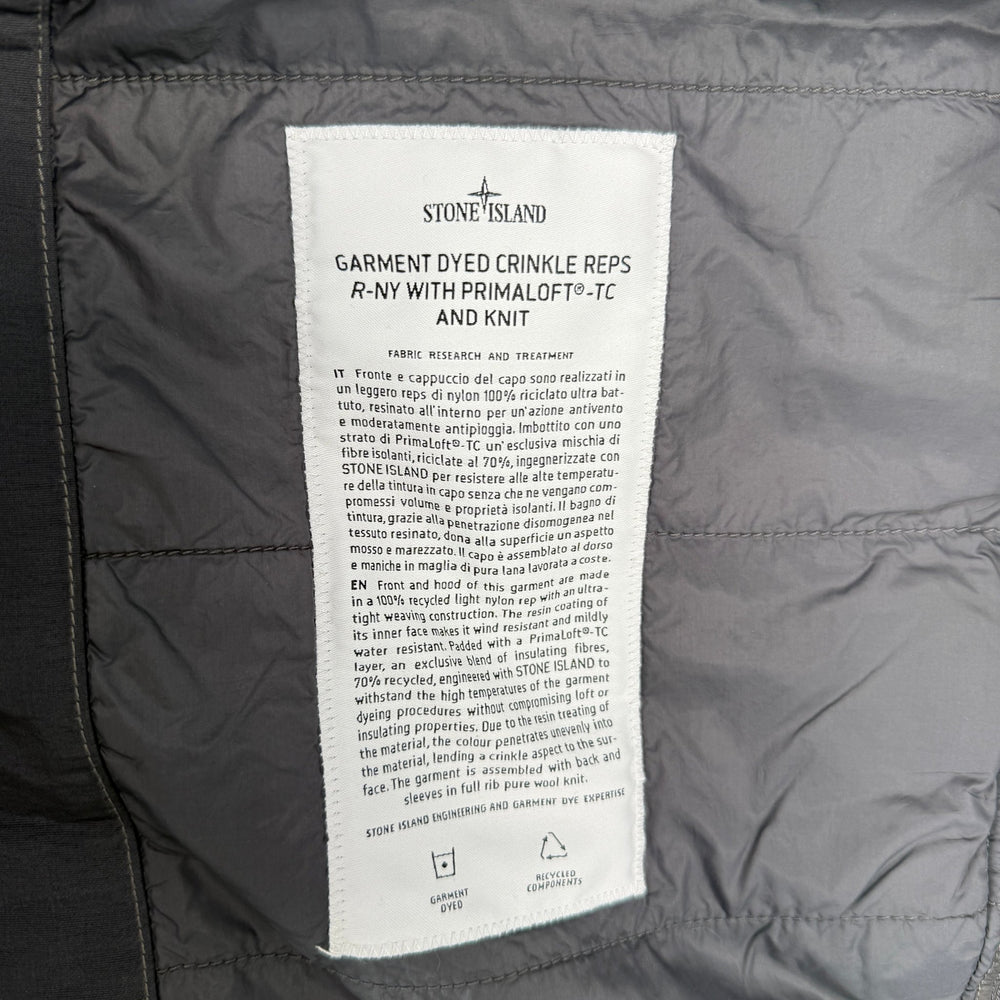 STONE ISLAND
GARMENT DYED CRINKLE REPS
R-NY WITH PRIMALOFT®-TC
AND KNIT
FABRIC RESEARCH AND TREATMENT
IT Fronte e cappuccio del capo sono realizzati in
un leggero reps di nylon 100% riciclato ultra bat-
tuto, resinato all'interno per un'azione antivento
e moderatamente antipioggia. Imbottito con uno
strato di PrimaLoft®-TC un'esclusiva mischia di
fibre isolanti, riciclate al 70%, ingegnerizzate con
STONE ISLAND per resistere alle alte temperatu-
re della tintura in capo senza che ne vengano com-
promessi volume e proprietà isolanti. Il bagno di
tintura, grazie alla penetrazione disomogenea nel
tessuto resinato, dona alla superficie un aspetto
mosso e marezzato. Il capo è assemblato al dorso
e maniche in maglia di pura lana lavorata a coste.
EN Front and hood of this garment are made
in a 100% recycled light nylon rep with an ultra-
tight weaving construction. The resin coating of
its inner face makes it wind resistant and mildly
water resistant. Padded with a PrimaLoft®-TC
layer, an exclusive blend of insulating fibres,
70% recycled, engineered with STONE ISLAND to
withstand the high temperatures of the garment
dyeing procedures without compromising loft or
insulating properties. Due to the resin treating of
the material, the colour penetrates unevenly into
the material, lending a crinkle aspect to the sur-
face. The garment is assembled with back and
sleeves in full rib pure wool knit.
STONE ISLAND ENGINEERING AND GARMENT DYE EXPERTISE
GARMENT
DYED
RECYCLED
COMPONENTS